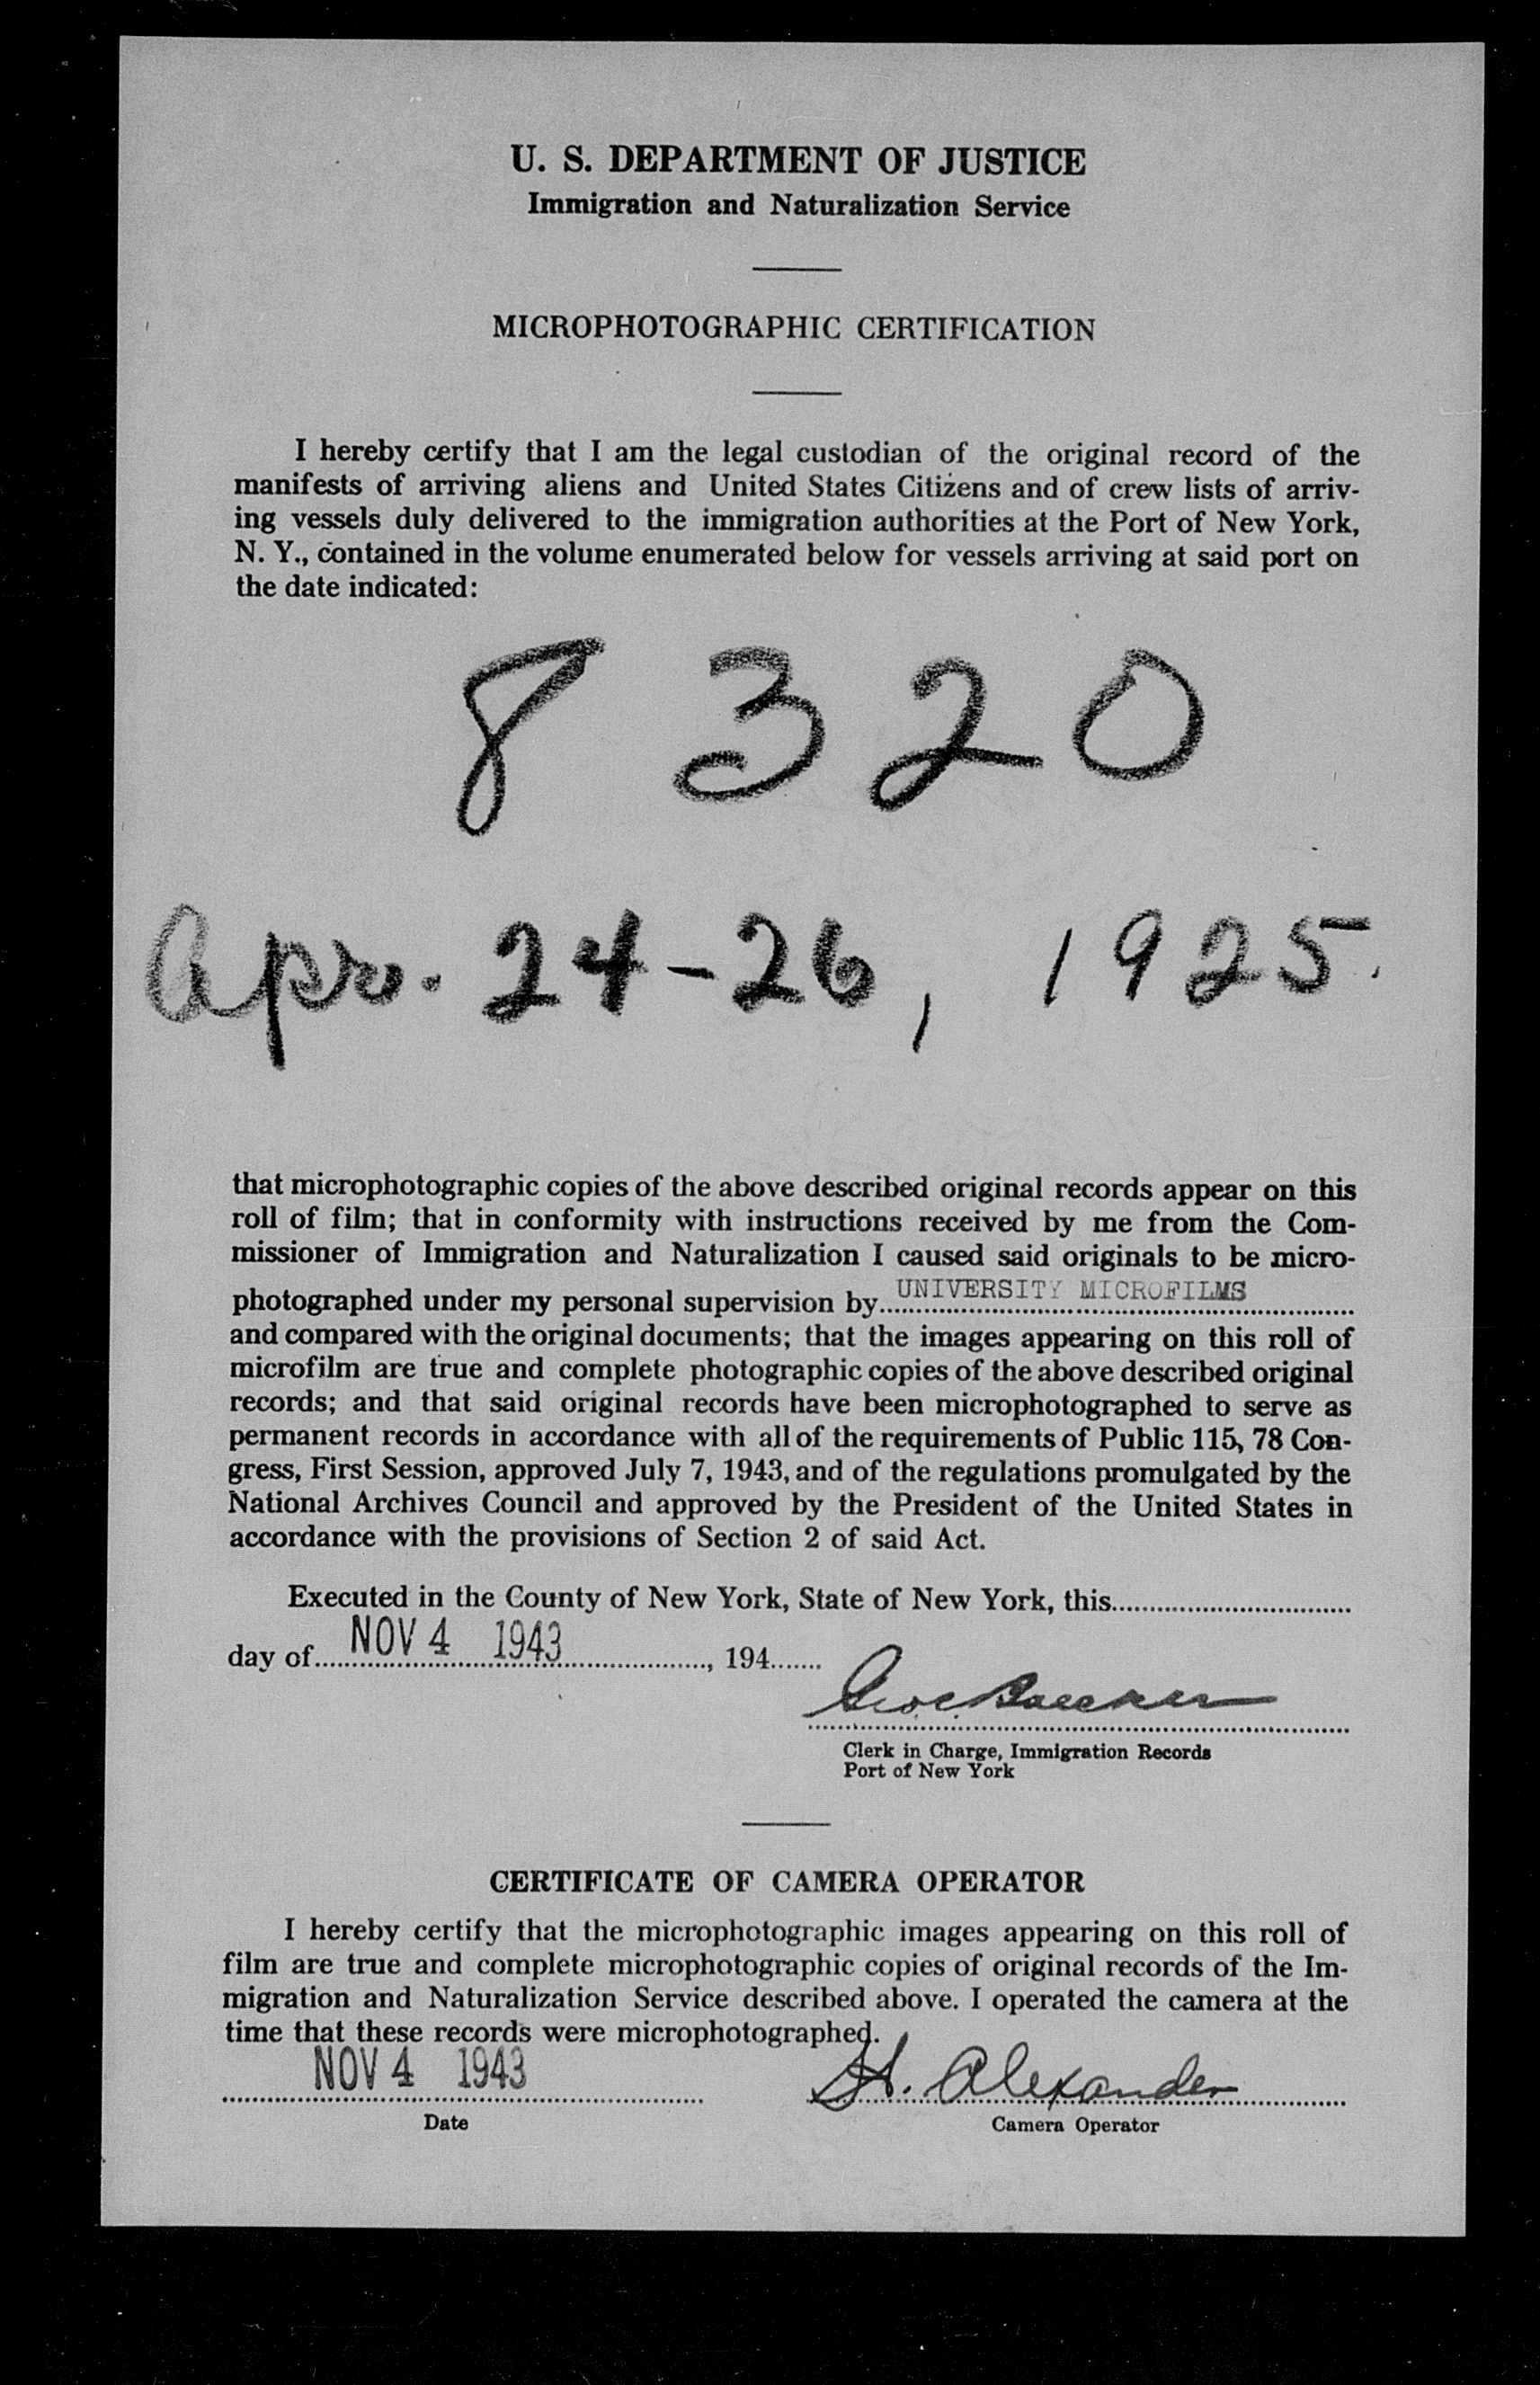 U. S. DEPARTMENT OF JUSTICE
Immigration and Naturalization Service
MICROPHOTOGRAPHIC CERTIFICATION
I hereby certify that I am the legal custodian of the original record of the
manifests of arriving aliens and United States Citizens and of crew lists of arriv-
ing vessels duly delivered to the immigration authorities at the Port of New York,
N. Y., contained in the volume enumerated below for vessels arriving at said port on
the date indicated:
8320
Apr. 24-26, 1925.
that microphotographic copies of the above described original records appear on this
roll of film; that in conformity with instructions received by me from the Com-
missioner of Immigration and Naturalization I caused said originals to be micro-
photographed under my personal supervision by UNIVERSITY MICROFILMS
and compared with the original documents; that the images appearing on this roll of
microfilm are true and complete photographic copies of the above described original
records; and that said original records have been microphotographed to serve as
permanent records in accordance with all of the requirements of Public 115, 78 Con-
gress, First Session, approved July 7, 1943, and of the regulations promulgated by the
National Archives Council and approved by the President of the United States in
accordance with the provisions of Section 2 of said Act.
Executed in the County of New York, State of New York, this
day of NOV 4 1943, 194
Clerk in Charge, Immigration Records
Port of New York
CERTIFICATE OF CAMERA OPERATOR
I hereby certify that the microphotographic images appearing on this roll of
film are true and complete microphotographic copies of original records of the Im-
migration and Naturalization Service described above. I operated the camera at the
time that these records were microphotographed.
NOV 4 1943 H. Alexander
Date Camera Operator